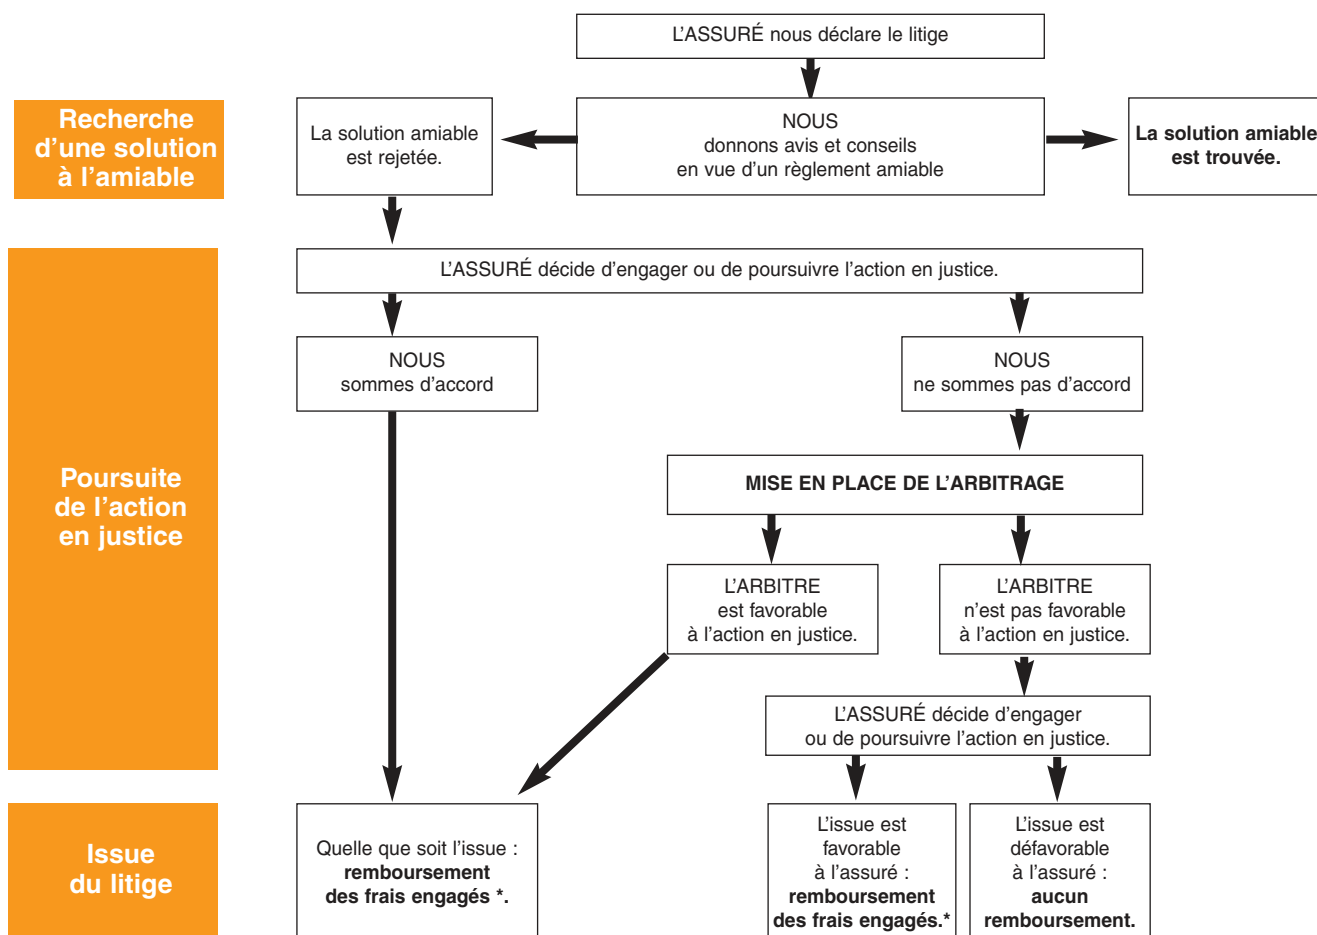 L'ASSURÉ nous déclare le litige
Recherche
d'une solution
à l'amiable
La solution amiable
est rejetée.
NOUS
donnons avis et conseils
en vue d'un règlement amiable
La solution amiable
est trouvée.
Poursuite
de l'action
en justice
L'ASSURÉ décide d'engager ou de poursuivre l'action en justice.
NOUS
sommes d'accord
NOUS
ne sommes pas d'accord
MISE EN PLACE DE L'ARBITRAGE
L'ARBITRE
est favorable
à l'action en justice.
L'ARBITRE
n'est pas favorable
à l'action en justice.
L'ASSURÉ décide d'engager
ou de poursuivre l'action en justice.
Issue
du litige
Quelle que soit l'issue :
remboursement
des frais engagés *.
L'issue est
favorable
à l'assuré :
remboursement
des frais engagés.*
L'issue est
défavorable
à l'assuré :
aucun
remboursement.